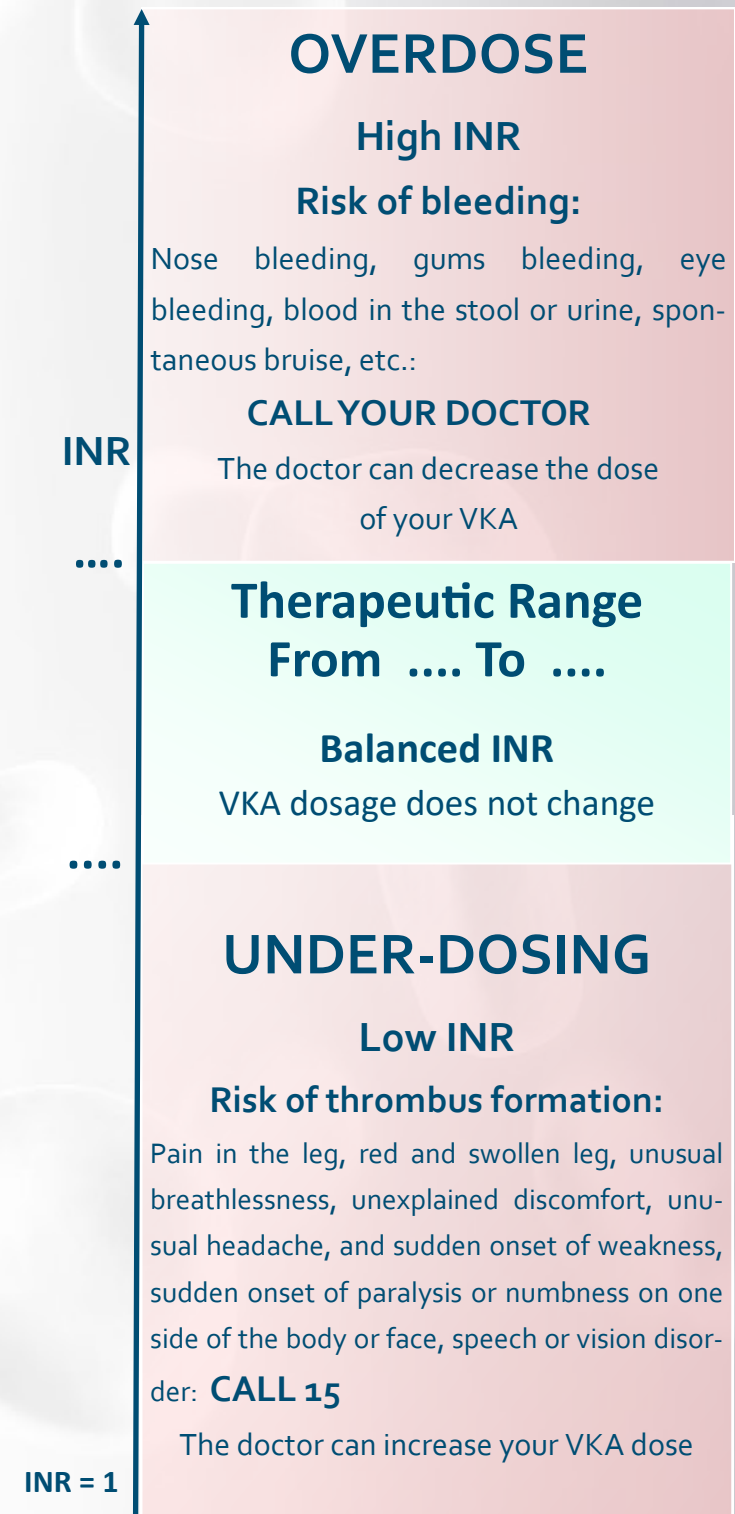 OVERDOSE
High INR
Risk of bleeding:
Nose bleeding, gums bleeding, eye
bleeding, blood in the stool or urine, spon-
taneous bruise, etc.:
CALL YOUR DOCTOR
INR
The doctor can decrease the dose
of your VKA
....
Therapeutic Range
From .... To ....
Balanced INR
VKA dosage does not change
....
UNDER-DOSING
Low INR
Risk of thrombus formation:
Pain in the leg, red and swollen leg, unusual
breathlessness, unexplained discomfort, unu-
sual headache, and sudden onset of weakness,
sudden onset of paralysis or numbness on one
side of the body or face, speech or vision disor-
der: CALL 15
The doctor can increase your VKA dose
INR = 1